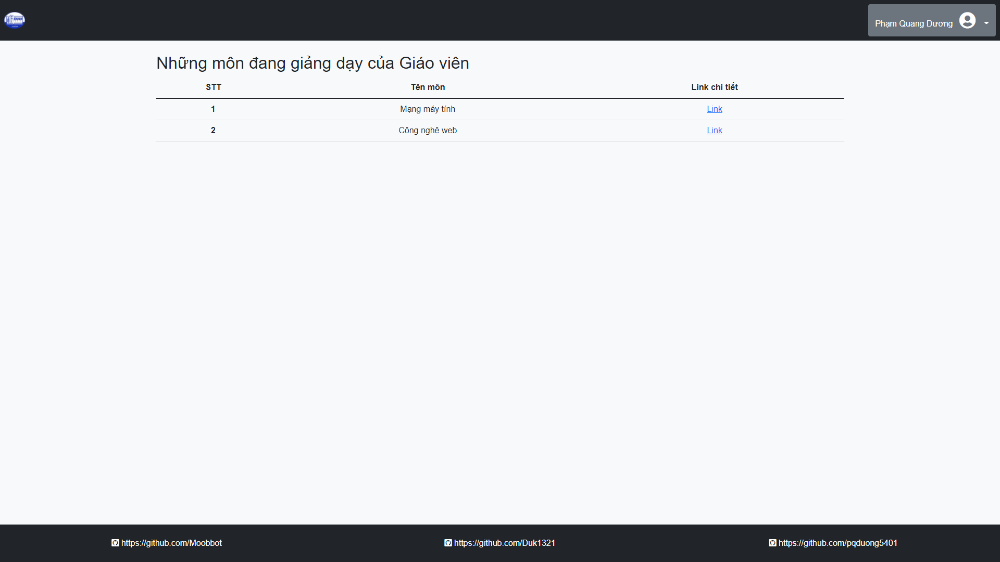 Phạm Quang Dương
Những môn đang giảng dạy của Giáo viên
STT Tên môn Link chi tiết
1 Mạng máy tính Link
2 Công nghệ web Link
https://github.com/Moobbot https://github.com/Duk1321 https://github.com/pqduong5401